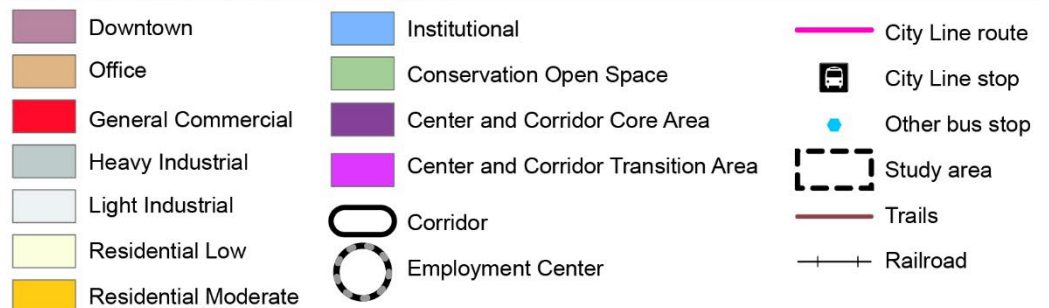 Downtown
Office
General Commercial
Heavy Industrial
Light Industrial
Residential Low
Residential Moderate
Institutional
Conservation Open Space
Center and Corridor Core Area
Center and Corridor Transition Area
Corridor
Employment Center
City Line route
City Line stop
Other bus stop
Study area
Trails
Railroad